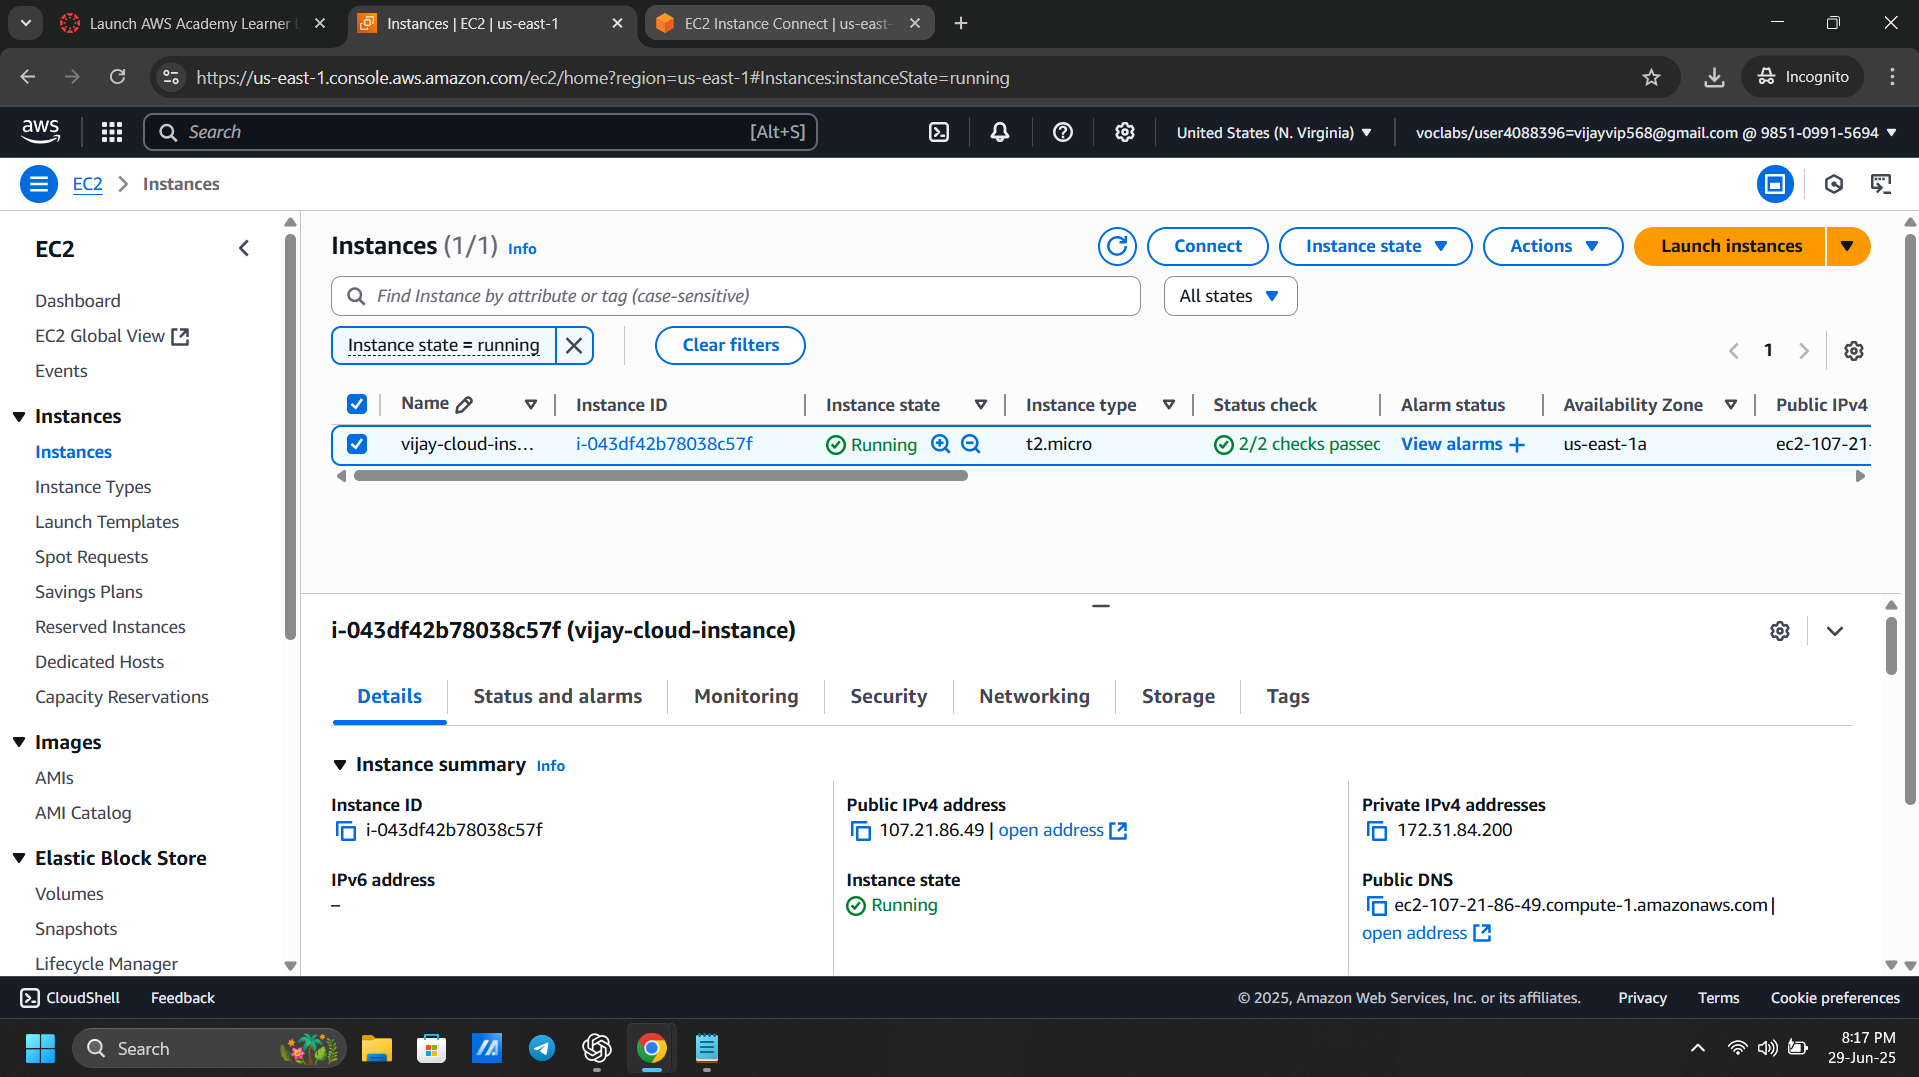 Launch AWS Academy Learner
Instances | EC2 | us-east-1
EC2 Instance Connect | us-east-
https://us-east-1.console.aws.amazon.com/ec2/home?region=us-east-1#Instances:instanceState=running
Incognito
aws
Search
[Alt+S]
United States (N. Virginia)
voclabs/user4088396=vijayvip568@gmail.com @ 9851-0991-5694
EC2
Instances
EC2
Dashboard
EC2 Global View
Events
Instances
Instances
Instance Types
Launch Templates
Spot Requests
Savings Plans
Reserved Instances
Dedicated Hosts
Capacity Reservations
Images
AMIs
AMI Catalog
Elastic Block Store
Volumes
Snapshots
Lifecycle Manager
Instances (1/1) Info
Connect
Instance state
Actions
Launch instances
Find Instance by attribute or tag (case-sensitive)
All states
Instance state = running
Clear filters
1
Name
Instance ID
Instance state
Instance type
Status check
Alarm status
Availability Zone
Public IPv4
vijay-cloud-ins...
i-043df42b78038c57f
Running
t2.micro
2/2 checks passed
View alarms +
us-east-1a
ec2-107-21-
i-043df42b78038c57f (vijay-cloud-instance)
Details
Status and alarms
Monitoring
Security
Networking
Storage
Tags
Instance summary Info
Instance ID
i-043df42b78038c57f
Public IPv4 address
107.21.86.49 | open address
Private IPv4 addresses
172.31.84.200
IPv6 address
–
Instance state
Running
Public DNS
ec2-107-21-86-49.compute-1.amazonaws.com |
open address
CloudShell
Feedback
© 2025, Amazon Web Services, Inc. or its affiliates.
Privacy
Terms
Cookie preferences
Search
8:17 PM
29-Jun-25